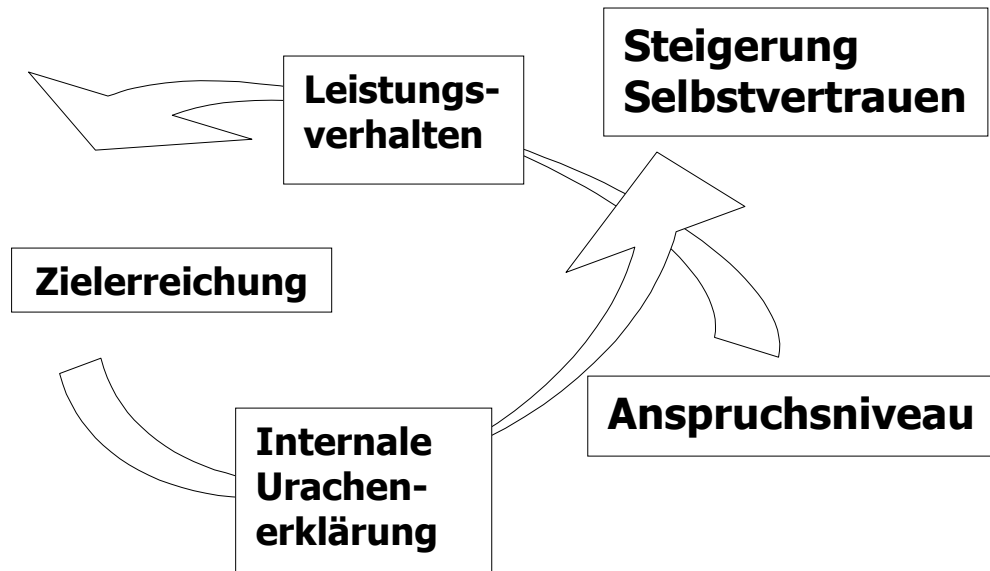 Steigerung
Selbstvertrauen
Leistungs-
verhalten
Zielerreichung
Anspruchsniveau
Internale
Urachen-
erklärung